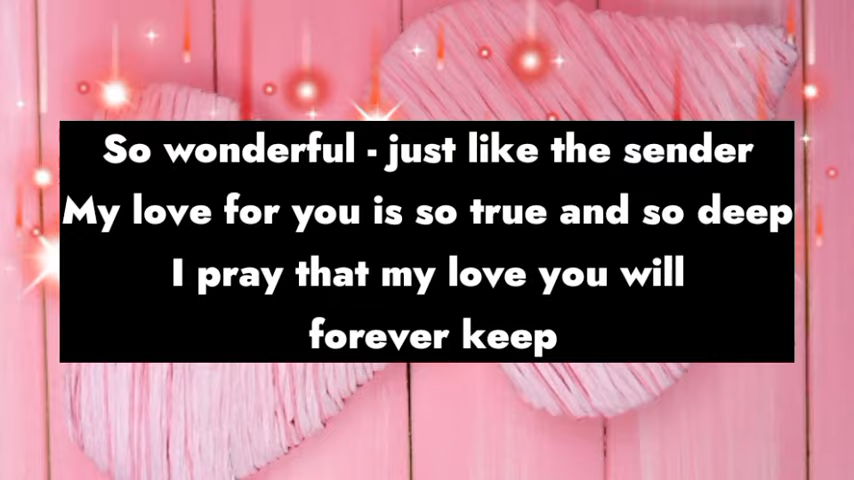 So wonderful - just like the sender
My love for you is so true and so deep
I pray that my love you will
forever keep